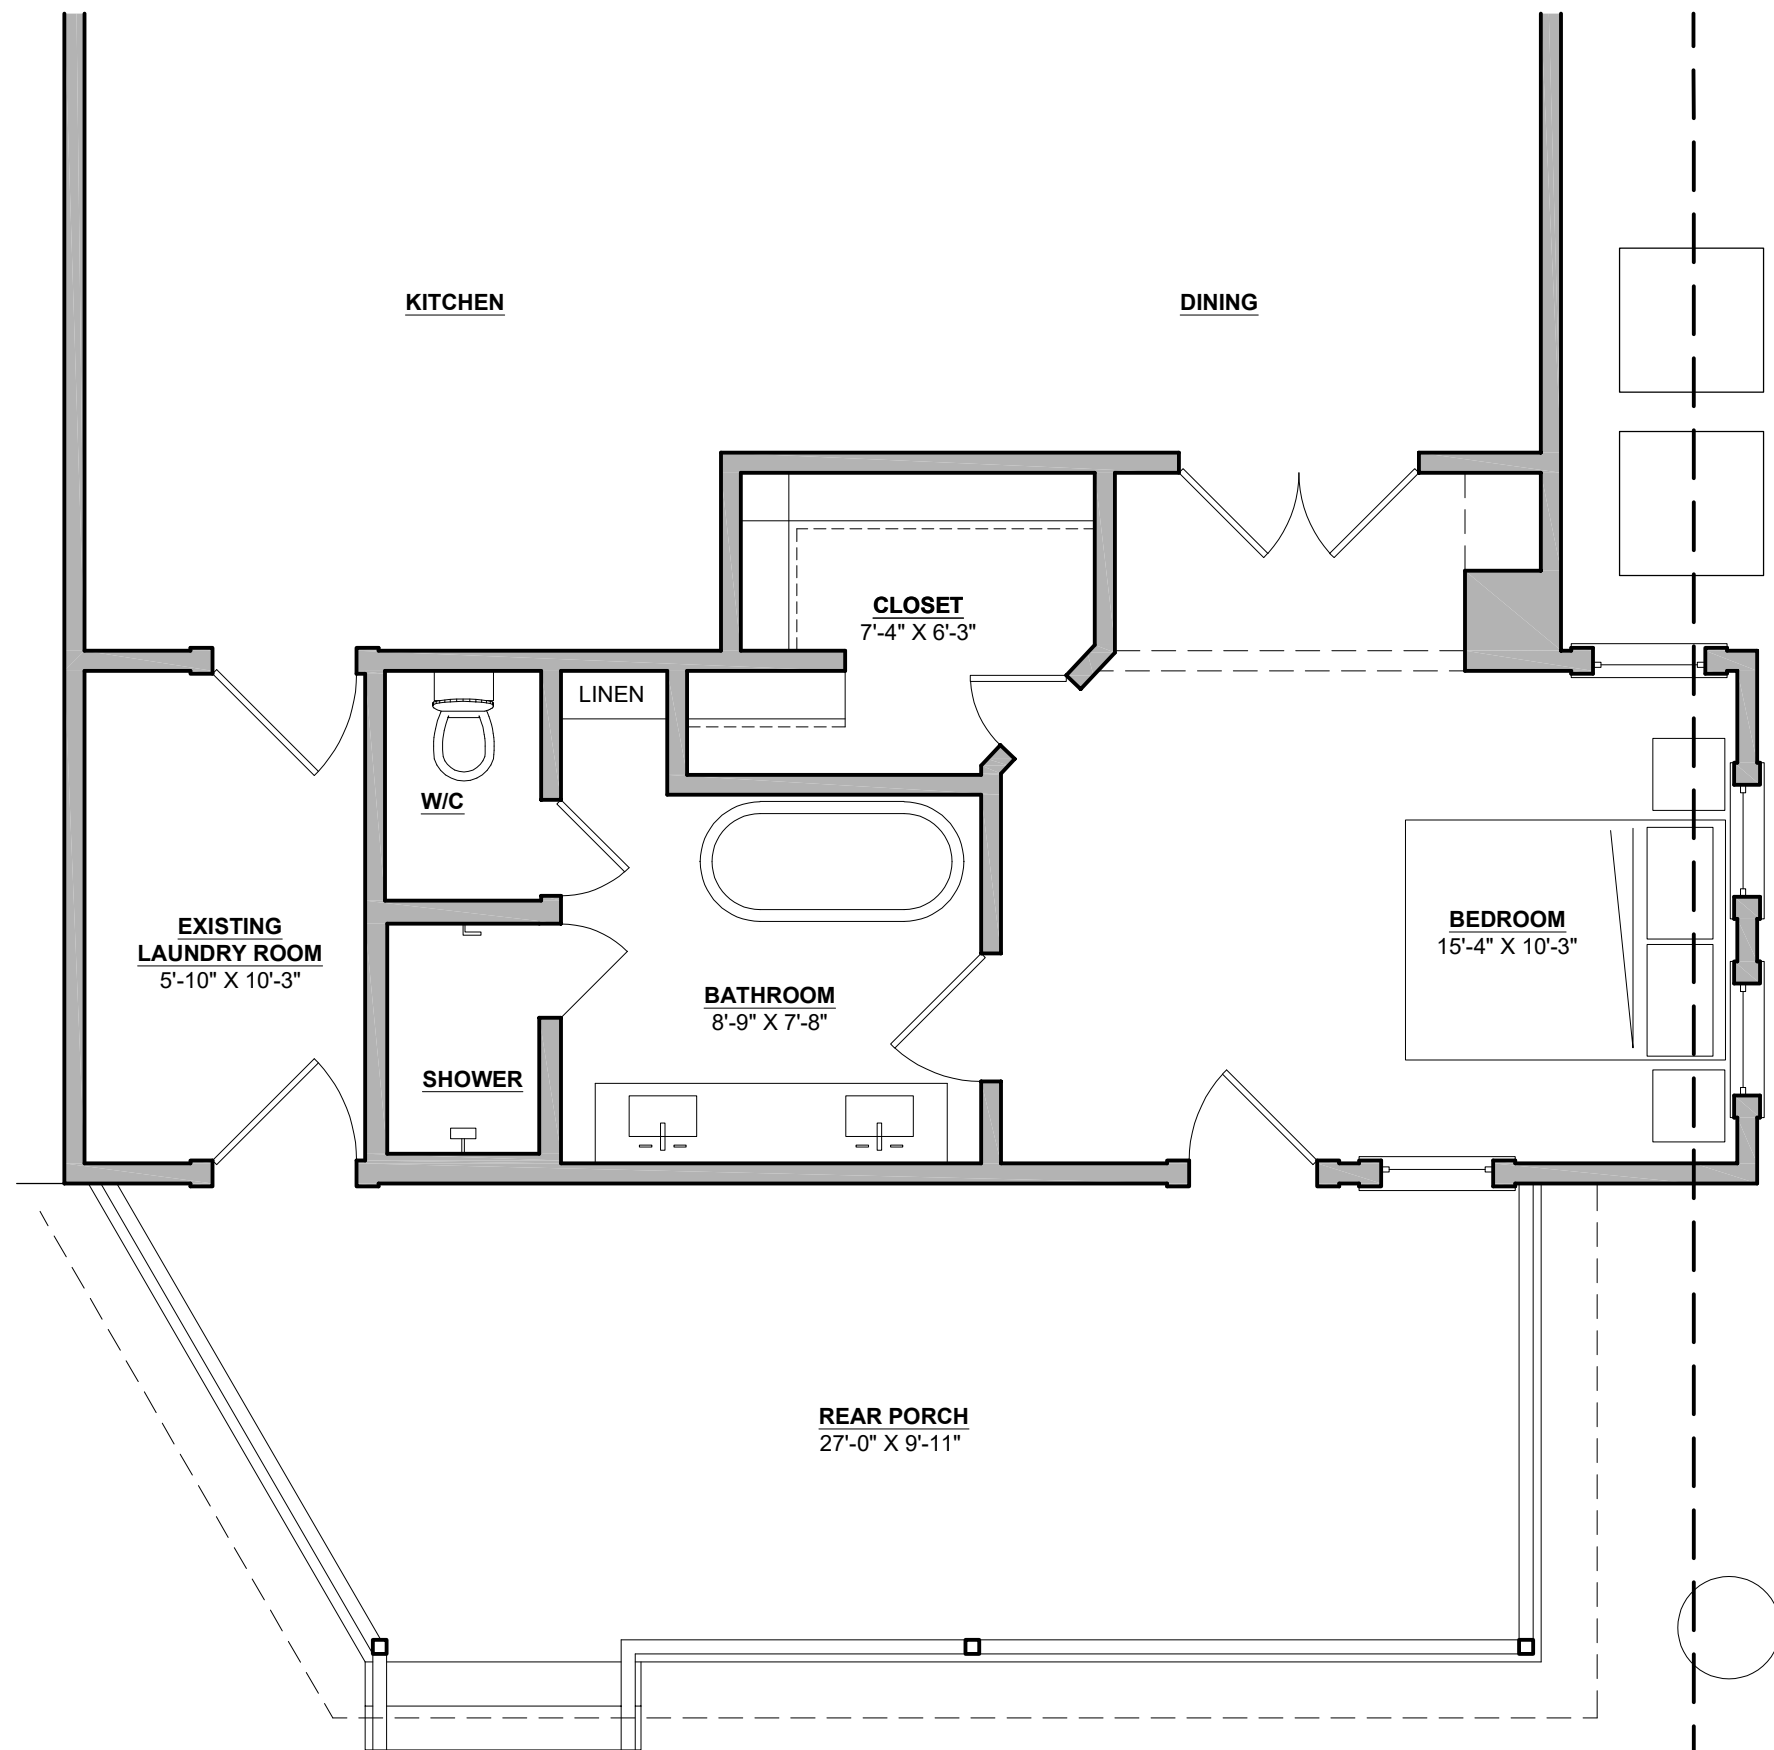 KITCHEN
DINING
CLOSET
7'-4" X 6'-3"
LINEN
W/C
EXISTING
LAUNDRY ROOM
5'-10" X 10'-3"
BEDROOM
15'-4" X 10'-3"
BATHROOM
8'-9" X 7'-8"
SHOWER
REAR PORCH
27'-0" X 9'-11"